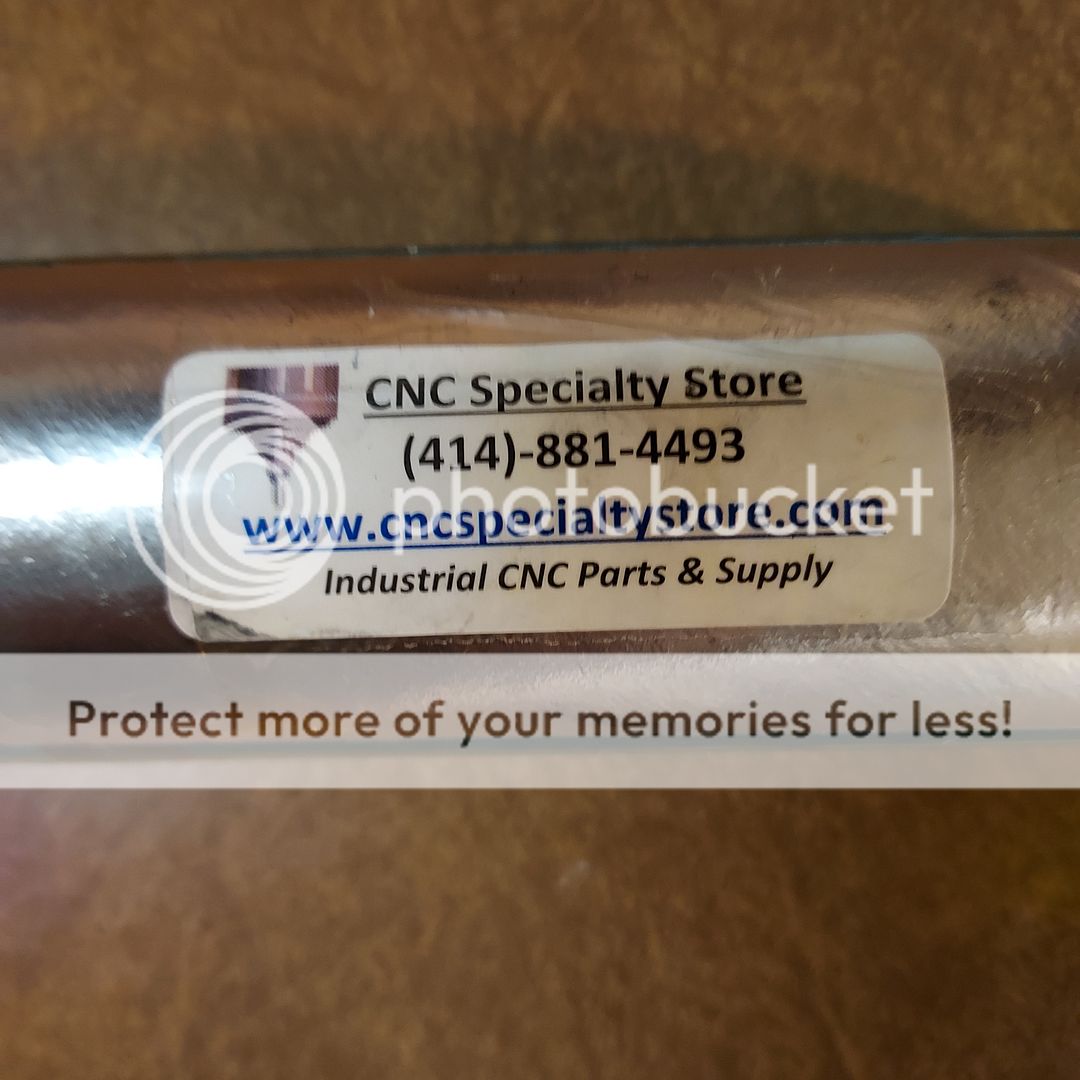 CNC Specialty Store
(414)-881-4493
photobucket
www.cncspecialtystore.com
Industrial CNC Parts & Supply
Protect more of your memories for less!